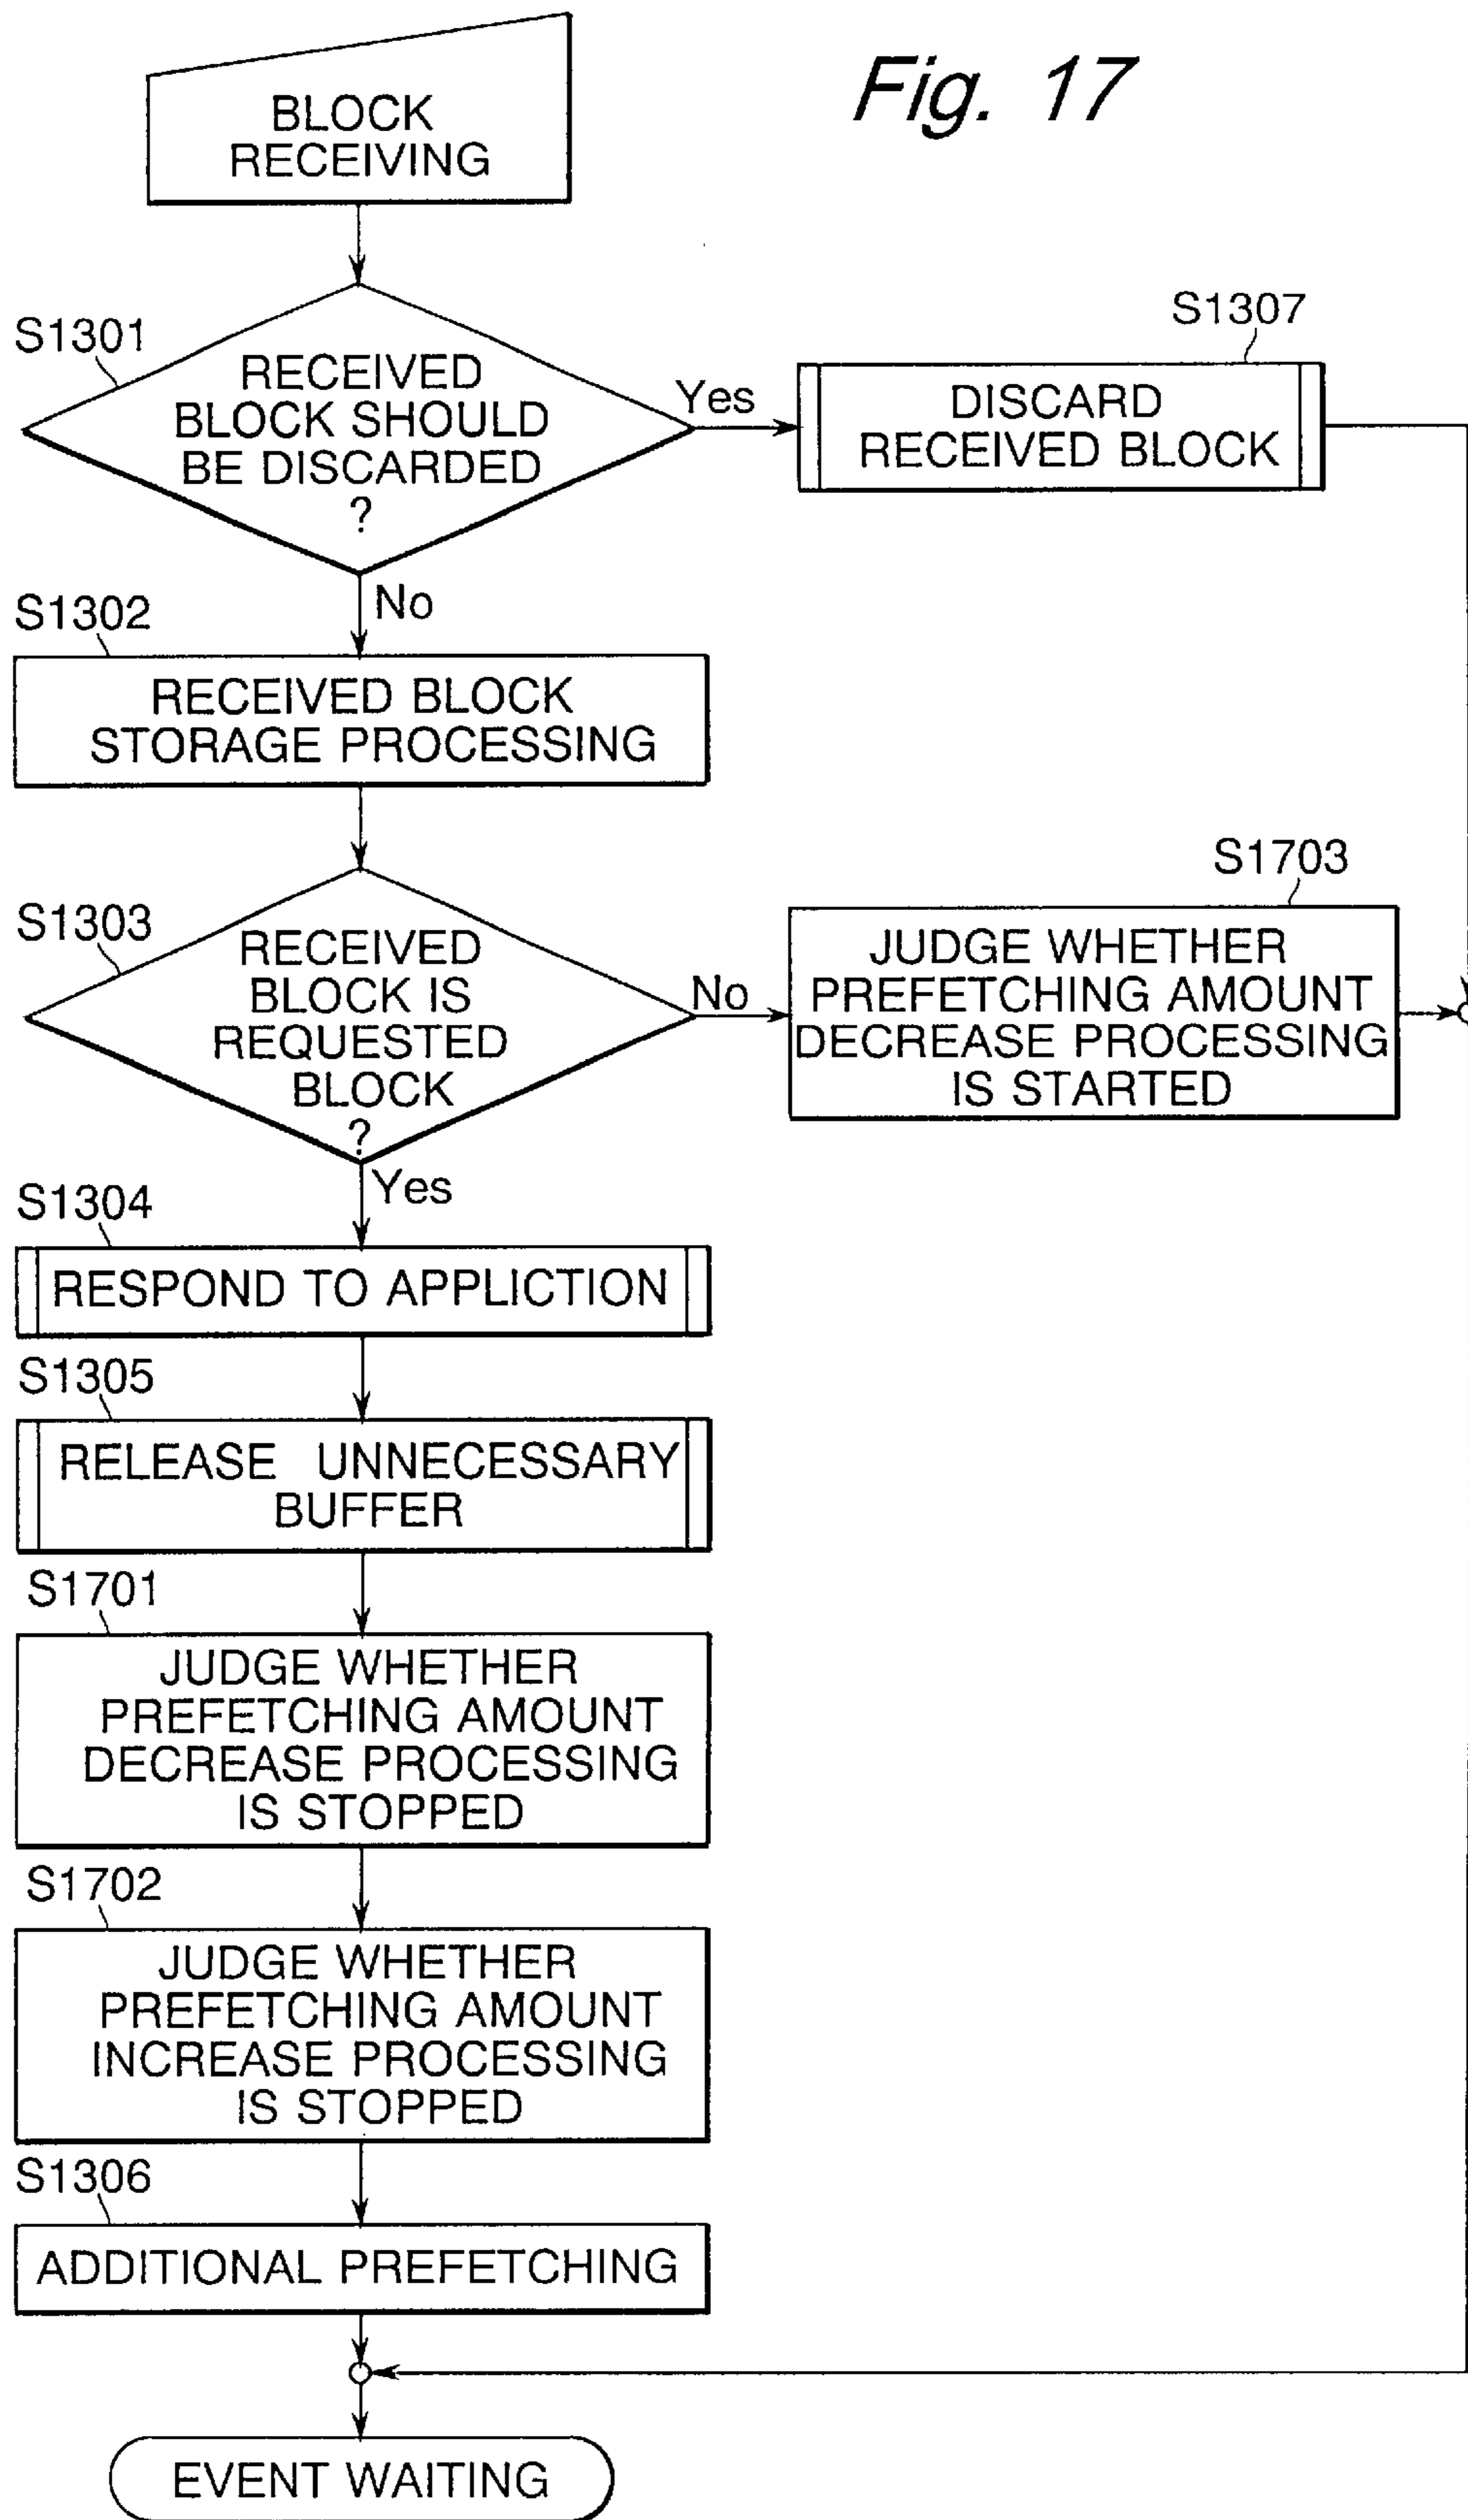 Fig. 17
BLOCK
RECEIVING
S1301
RECEIVED
BLOCK SHOULD
BE DISCARDED
?
Yes
S1307
DISCARD
RECEIVED BLOCK
No
S1302
RECEIVED BLOCK
STORAGE PROCESSING
S1303
RECEIVED
BLOCK IS
REQUESTED
BLOCK
?
No
S1703
JUDGE WHETHER
PREFETCHING AMOUNT
DECREASE PROCESSING
IS STARTED
Yes
S1304
RESPOND TO APPLICTION
S1305
RELEASE UNNECESSARY
BUFFER
S1701
JUDGE WHETHER
PREFETCHING AMOUNT
DECREASE PROCESSING
IS STOPPED
S1702
JUDGE WHETHER
PREFETCHING AMOUNT
INCREASE PROCESSING
IS STOPPED
S1306
ADDITIONAL PREFETCHING
EVENT WAITING